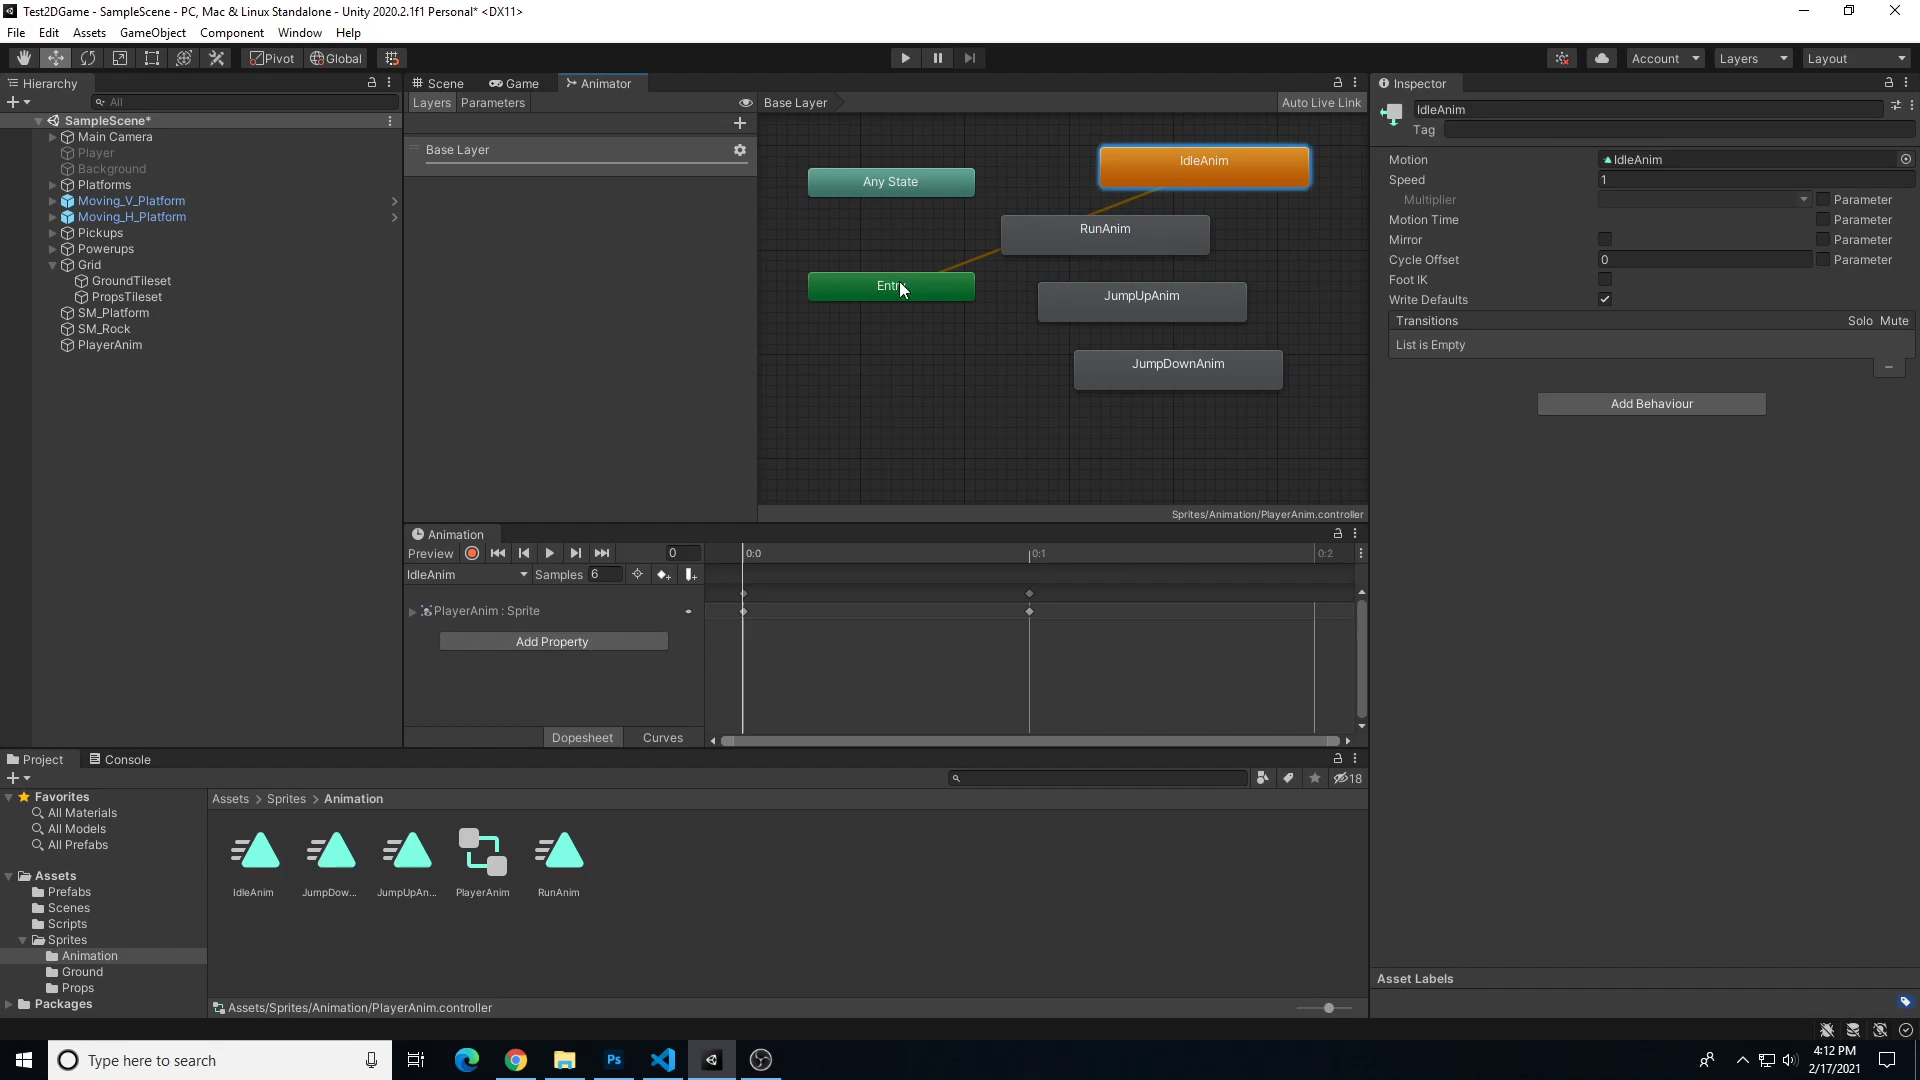 Test2DGame - SampleScene - PC, Mac & Linux Standalone - Unity 2020.2.1f1 Personal* <DX11>
File Edit Assets GameObject Component Window Help
Pivot Global Account Layers Layout
Hierarchy
All
SampleScene*
Main Camera
Player
Background
Platforms
Moving_V_Platform
Moving_H_Platform
Pickups
Powerups
Grid
GroundTileset
PropsTileset
SM_Platform
SM_Rock
PlayerAnim
Scene Game Animator
Layers Parameters Base Layer Auto Live Link
Base Layer
IdleAnim
Any State
RunAnim
Entry
JumpUpAnim
JumpDownAnim
Sprites/Animation/PlayerAnim.controller
Inspector
IdleAnim
Tag
Motion IdleAnim
Speed 1
Multiplier Parameter
Motion Time Parameter
Mirror Parameter
Cycle Offset 0 Parameter
Foot IK
Write Defaults
Transitions Solo Mute
List is Empty
Add Behaviour
Asset Labels
Animation
Preview 0 0:0 0:1 0:2
IdleAnim Samples 6
PlayerAnim : Sprite
Add Property
Dopesheet Curves
Project Console
18
Favorites
All Materials
All Models
All Prefabs
Assets
Prefabs
Scenes
Scripts
Sprites
Animation
Ground
Props
Packages
Assets > Sprites > Animation
IdleAnim JumpDow... JumpUpAn... PlayerAnim RunAnim
Assets/Sprites/Animation/PlayerAnim.controller
Type here to search
Ps
4:12 PM
2/17/2021